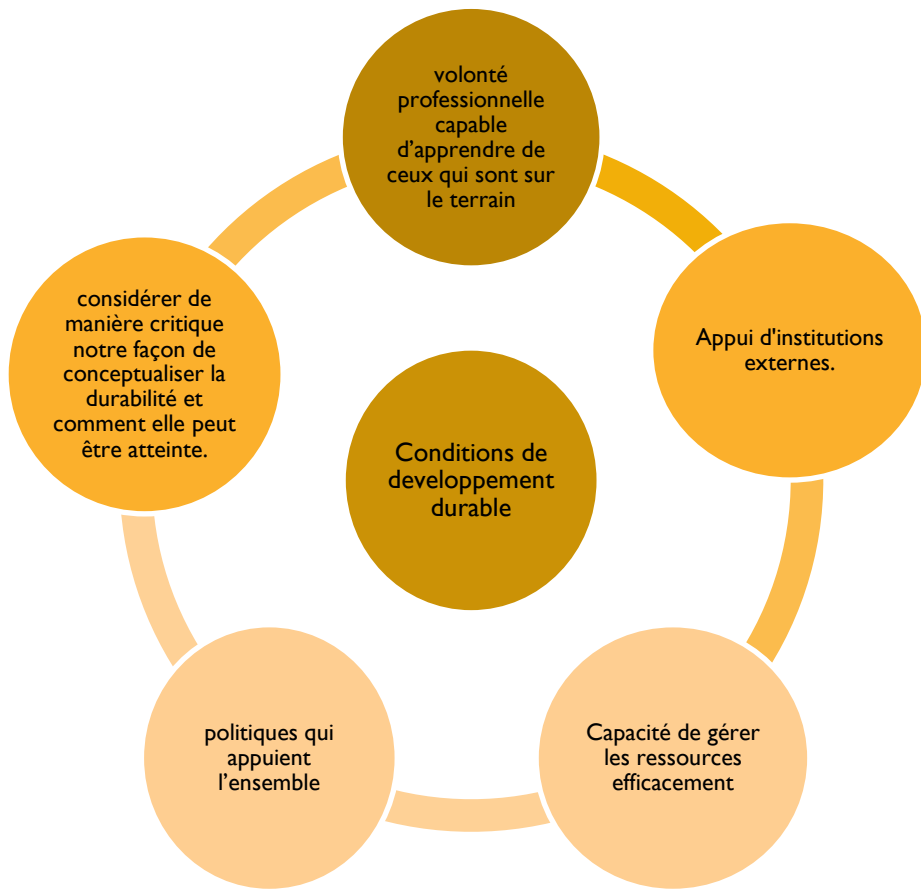 volonté
professionnelle
capable
d'apprendre de
ceux qui sont sur
le terrain
Appui d'institutions
externes.
Capacité de gérer
les ressources
efficacement
politiques qui
appuient
l'ensemble
considérer de
manière critique
notre façon de
conceptualiser la
durabilité et
comment elle peut
être atteinte.
Conditions de
developpement
durable